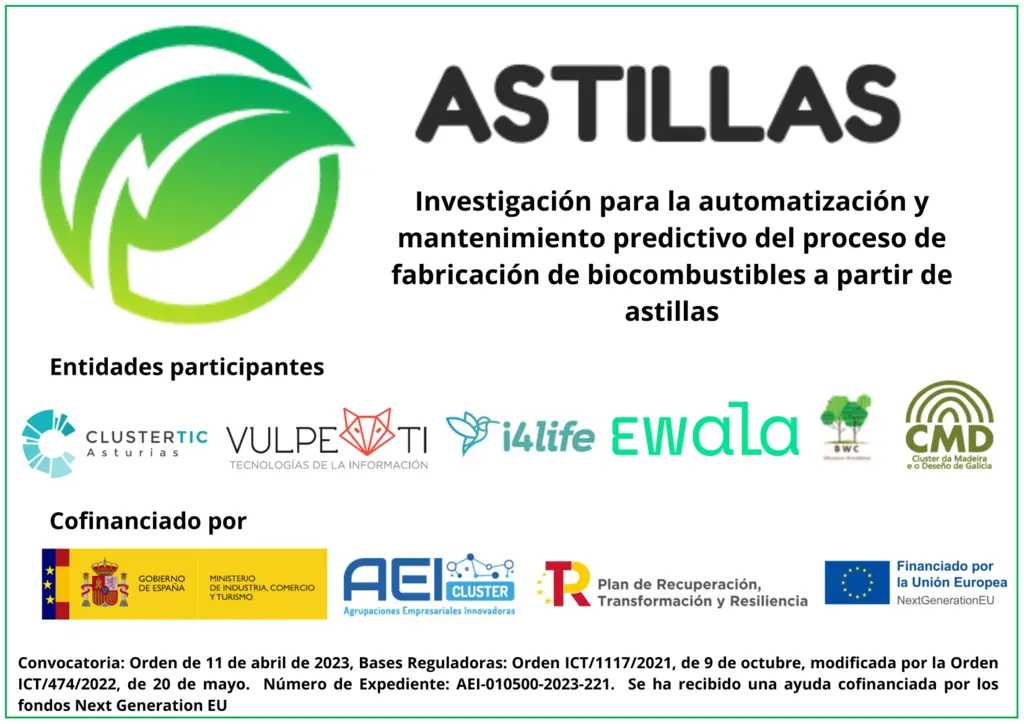 ASTILLAS
Investigación para la automatización y
mantenimiento predictivo del proceso de
fabricación de biocombustibles a partir de
astillas
Entidades participantes
CLUSTERTIC
Asturias
VULPE TI
TECNOLOGÍAS DE LA INFORMACIÓN
i4life
Ewala
BWC
CMD
Cluster da Madeira
e o Deseño de Galicia
Cofinanciado por
GOBIERNO
DE ESPAÑA
MINISTERIO
DE INDUSTRIA, COMERCIO
Y TURISMO
AEI
CLUSTER
Agrupaciones Empresariales Innovadoras
TR
Plan de Recuperación,
Transformación y Resiliencia
Financiado por
la Unión Europea
NextGenerationEU
Convocatoria: Orden de 11 de abril de 2023, Bases Reguladoras: Orden ICT/1117/2021, de 9 de octubre, modificada por la Orden
ICT/474/2022, de 20 de mayo. Número de Expediente: AEI-010500-2023-221. Se ha recibido una ayuda cofinanciada por los
fondos Next Generation EU